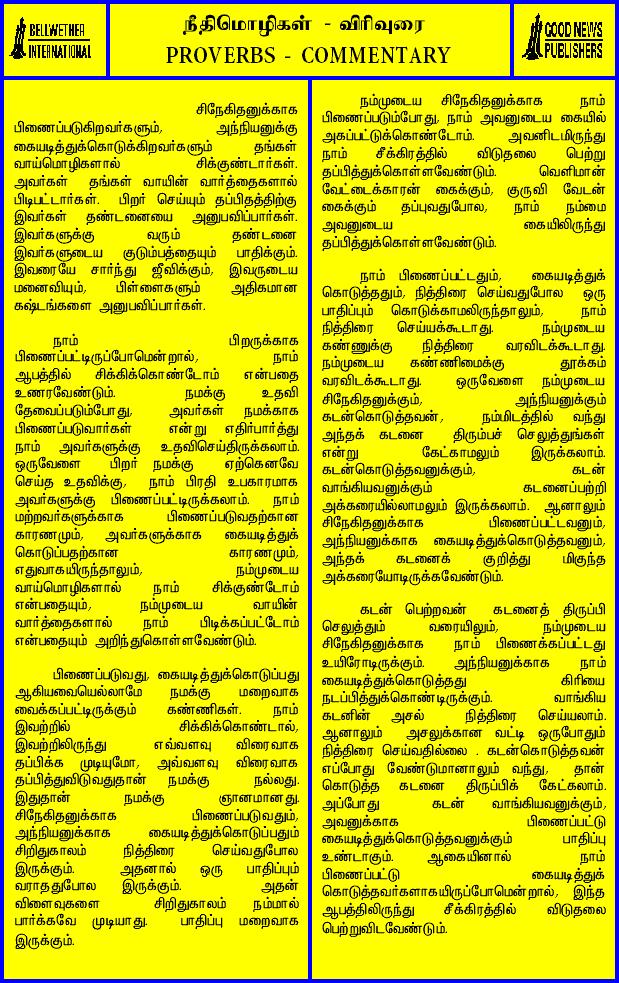 BELLWETHER
INTERNATIONAL
நீதிமொழிகள் - விரிவுரை
PROVERBS - COMMENTARY
GOOD NEWS
PUBLISHERS
சிநேகிதனுக்காக
பிணைப்படுகிறவர்களும், அந்நியனுக்கு
கையடித்துக்கொடுக்கிறவர்களும் தங்கள்
வாய்மொழிகளால் சிக்குண்டார்கள்.
அவர்கள் தங்கள் வாயின் வார்த்தைகளால்
பிடிபட்டார்கள். பிறர் செய்யும் தப்பிதத்திற்கு
இவர்கள் தண்டனையை அனுபவிப்பார்கள்.
இவர்களுக்கு வரும் தண்டனை
இவர்களுடைய குடும்பத்தையும் பாதிக்கும்.
இவரையே சார்ந்து ஜீவிக்கும், இவருடைய
மனைவியும், பிள்ளைகளும் அதிகமான
கஷ்டங்களை அனுபவிப்பார்கள்.
நாம் பிறருக்காக
பிணைப்பட்டிருப்போமென்றால், நாம்
ஆபத்தில் சிக்கிக்கொண்டோம் என்பதை
உணரவேண்டும். நமக்கு உதவி
தேவைப்படும்போது, அவர்கள் நமக்காக
பிணைப்படுவார்கள் என்று எதிர்பார்த்து
நாம் அவர்களுக்கு உதவிசெய்திருக்கலாம்.
ஒருவேளை பிறர் நமக்கு ஏற்கெனவே
செய்த உதவிக்கு, நாம் பிரதி உபகாரமாக
அவர்களுக்கு பிணைப்பட்டிருக்கலாம். நாம்
மற்றவர்களுக்காக பிணைப்படுவதற்கான
காரணமும், அவர்களுக்காக கையடித்துக்
கொடுப்பதற்கான காரணமும்,
எதுவாகயிருந்தாலும், நம்முடைய
வாய்மொழிகளால் நாம் சிக்குண்டோம்
என்பதையும், நம்முடைய வாயின்
வார்த்தைகளால் நாம் பிடிக்கப்பட்டோம்
என்பதையும் அறிந்துகொள்ளவேண்டும்.
பிணைப்படுவது, கையடித்துக்கொடுப்பது
ஆகியவையெல்லாமே நமக்கு மறைவாக
வைக்கப்பட்டிருக்கும் கண்ணிகள். நாம்
இவற்றில் சிக்கிக்கொண்டால்,
இவற்றிலிருந்து எவ்வளவு விரைவாக
தப்பிக்க முடியுமோ, அவ்வளவு விரைவாக
தப்பித்துவிடுவதுதான் நமக்கு நல்லது.
இதுதான் நமக்கு ஞானமானது.
சிநேகிதனுக்காக பிணைப்படுவதும்,
அந்நியனுக்காக கையடித்துக்கொடுப்பதும்
சிறிதுகாலம் நித்திரை செய்வதுபோல
இருக்கும். அதனால் ஒரு பாதிப்பும்
வராததுபோல இருக்கும். அதன்
விளைவுகளை சிறிதுகாலம் நம்மால்
பார்க்கவே முடியாது. பாதிப்பு மறைவாக
இருக்கும்.
நம்முடைய சிநேகிதனுக்காக நாம்
பிணைப்படும்போது, நாம் அவனுடைய கையில்
அகப்பட்டுக்கொண்டோம். அவனிடமிருந்து
நாம் சீக்கிரத்தில் விடுதலை பெற்று
தப்பித்துக்கொள்ளவேண்டும். வெளிமான்
வேட்டைக்காரன் கைக்கும், குருவி வேடன்
கைக்கும் தப்புவதுபோல, நாம் நம்மை
அவனுடைய கையிலிருந்து
தப்பித்துக்கொள்ளவேண்டும்.
நாம் பிணைப்பட்டதும், கையடித்துக்
கொடுத்ததும், நித்திரை செய்வதுபோல ஒரு
பாதிப்பும் கொடுக்காமலிருந்தாலும், நாம்
நித்திரை செய்யக்கூடாது. நம்முடைய
கண்ணுக்கு நித்திரை வரவிடக்கூடாது.
நம்முடைய கண்ணிமைக்கு தூக்கம்
வரவிடக்கூடாது. ஒருவேளை நம்முடைய
சிநேகிதனுக்கும், அந்நியனுக்கும்
கடன்கொடுத்தவன், நம்மிடத்தில் வந்து
அந்தக் கடனை திரும்பச் செலுத்துங்கள்
என்று கேட்காமலும் இருக்கலாம்.
கடன்கொடுத்தவனுக்கும், கடன்
வாங்கியவனுக்கும் கடனைப்பற்றி
அக்கரையில்லாமலும் இருக்கலாம். ஆனாலும்
சிநேகிதனுக்காக பிணைப்பட்டவனும்,
அந்நியனுக்காக கையடித்துக்கொடுத்தவனும்,
அந்தக் கடனைக் குறித்து மிகுந்த
அக்கரையோடிருக்கவேண்டும்.
கடன் பெற்றவன் கடனைத் திருப்பி
செலுத்தும் வரையிலும், நம்முடைய
சிநேகிதனுக்காக நாம் பிணைக்கப்பட்டது
உயிரோடிருக்கும். அந்நியனுக்காக நாம்
கையடித்துக்கொடுத்தது கிரியை
நடப்பித்துக்கொண்டிருக்கும். வாங்கிய
கடனின் அசல் நித்திரை செய்யலாம்.
ஆனாலும் அசலுக்கான வட்டி ஒருபோதும்
நித்திரை செய்வதில்லை . கடன்கொடுத்தவன்
எப்போது வேண்டுமானாலும் வந்து, தான்
கொடுத்த கடனை திருப்பிக் கேட்கலாம்.
அப்போது கடன் வாங்கியவனுக்கும்,
அவனுக்காக பிணைப்பட்டு
கையடித்துக்கொடுத்தவனுக்கும் பாதிப்பு
உண்டாகும். ஆகையினால் நாம்
பிணைப்பட்டு கையடித்துக்
கொடுத்தவர்களாகயிருப்போமென்றால், இந்த
ஆபத்திலிருந்து சீக்கிரத்தில் விடுதலை
பெற்றுவிடவேண்டும்.